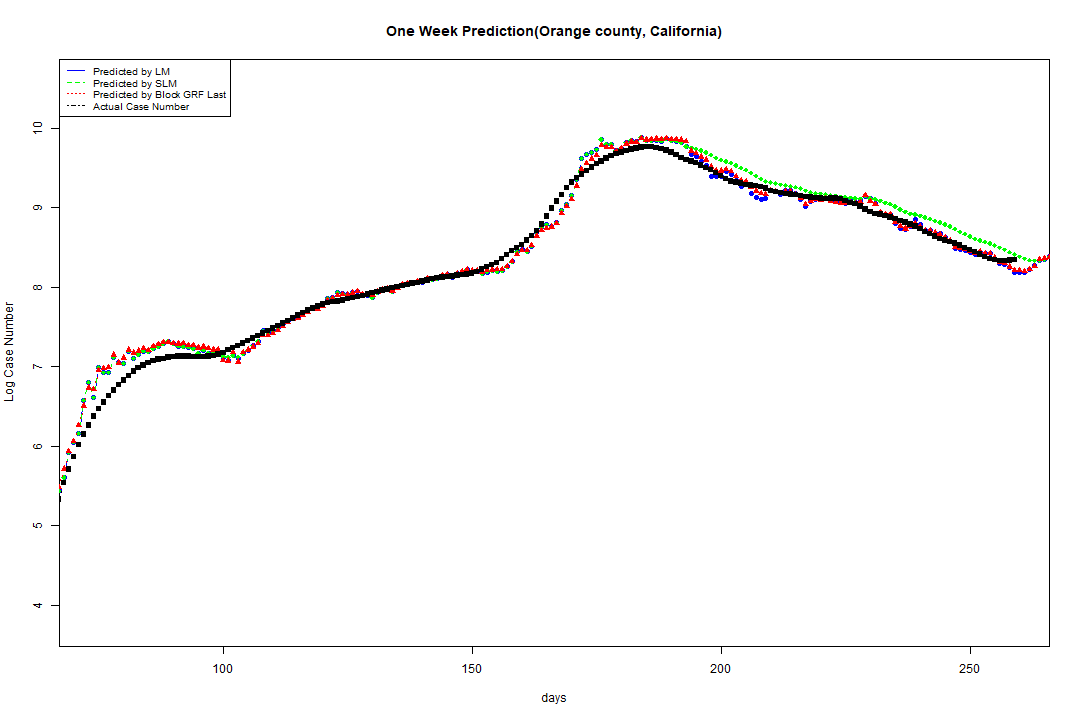 One Week Prediction(Orange county, California)
Predicted by LM
Predicted by SLM
Predicted by Block GRF Last
Actual Case Number
Log Case Number
10
9
8
7
6
5
4
100 150 200 250
days